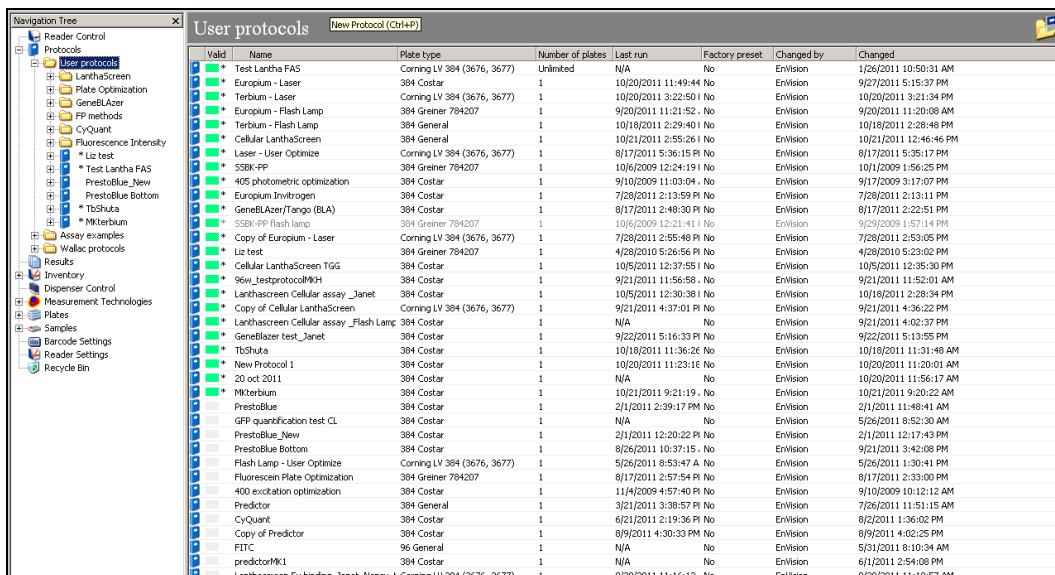 Navigation Tree
Reader Control
Protocols
User protocols
LanthaScreen
Plate Optimization
GeneBLAzer
FP methods
CyQuant
Fluorescence Intensity
* Liz test
* Test Lantha FAS
PrestoBlue_New
PrestoBlue Bottom
* TbShuta
* MKterbium
Assay examples
Wallac protocols
Results
Inventory
Dispenser Control
Measurement Technologies
Plates
Samples
Barcode Settings
Reader Settings
Recycle Bin
User protocols
New Protocol (Ctrl+P)
Valid Name Plate type Number of plates Last run Factory preset Changed by Changed
* Test Lantha FAS Corning LV 384 (3676, 3677) Unlimited N/A No EnVision 1/26/2011 10:50:31 AM
* Europium - Laser 384 Costar 1 10/20/2011 11:49:44 No EnVision 9/27/2011 5:15:37 PM
* Terbium - Laser Corning LV 384 (3676, 3677) 1 10/20/2011 3:22:50 No EnVision 10/20/2011 3:21:34 PM
* Europium - Flash Lamp 384 Greiner 784207 1 9/20/2011 11:21:52 No EnVision 9/20/2011 11:20:08 AM
* Terbium - Flash Lamp 384 General 1 10/18/2011 2:29:40 No EnVision 10/18/2011 2:28:48 PM
* Cellular LanthaScreen 384 General 1 10/21/2011 2:55:26 No EnVision 10/21/2011 12:46:46 PM
* Laser - User Optimize Corning LV 384 (3676, 3677) 1 8/17/2011 5:36:15 PI No EnVision 8/17/2011 5:35:17 PM
* SSBK-PP 384 Greiner 784207 1 10/6/2009 12:24:19 No EnVision 10/1/2009 1:56:25 PM
* 405 photometric optimization 384 Costar 1 9/10/2009 11:03:04 No EnVision 9/17/2009 3:17:07 PM
* Europium Invitrogen 384 Costar 1 7/28/2011 2:13:59 PI No EnVision 7/28/2011 2:13:11 PM
* GeneBLAzer/Tango (BLA) 384 Costar 1 8/17/2011 2:48:30 PI No EnVision 8/17/2011 2:22:51 PM
* SSBK-PP flash lamp 384 Greiner 784207 1 10/6/2009 12:21:41 No EnVision 9/29/2009 1:57:14 PM
* Copy of Europium - Laser Corning LV 384 (3676, 3677) 1 7/28/2011 2:55:48 PI No EnVision 7/28/2011 2:53:05 PM
* Liz test 384 Greiner 784207 1 4/28/2010 5:26:56 PI No EnVision 4/28/2010 5:23:02 PM
* Cellular LanthaScreen TGG 384 Costar 1 10/5/2011 12:37:55 No EnVision 10/5/2011 12:35:30 PM
* 96w_testprotocolMKH 384 Costar 1 9/21/2011 11:56:58 No EnVision 9/21/2011 11:52:01 AM
* Lanthascreen Cellular assay _Janet 384 Costar 1 10/5/2011 12:30:38 No EnVision 10/18/2011 2:28:34 PM
* Copy of Cellular LanthaScreen Corning LV 384 (3676, 3677) 1 9/21/2011 4:37:01 PI No EnVision 9/21/2011 4:36:22 PM
* Lanthascreen Cellular assay _Flash Lamp 384 Costar 1 N/A No EnVision 9/21/2011 4:02:37 PM
* GeneBlazer test_Janet 384 Costar 1 9/22/2011 5:16:33 PI No EnVision 9/22/2011 5:13:55 PM
* TbShuta 384 Costar 1 10/18/2011 11:36:26 No EnVision 10/18/2011 11:31:48 AM
* New Protocol 1 384 Costar 1 10/20/2011 11:23:18 No EnVision 10/20/2011 11:20:01 AM
* 20 oct 2011 384 Costar 1 N/A No EnVision 10/20/2011 11:56:17 AM
* MKterbium 384 Costar 1 10/21/2011 9:21:19 No EnVision 10/21/2011 9:20:22 AM
PrestoBlue 384 Costar 1 2/1/2011 2:39:17 PM No EnVision 2/1/2011 11:48:41 AM
GFP quantification test CL 384 Costar 1 N/A No EnVision 5/26/2011 8:52:30 AM
PrestoBlue_New 384 Costar 1 2/1/2011 12:20:22 PI No EnVision 2/1/2011 12:17:43 PM
PrestoBlue Bottom 384 Costar 1 8/26/2011 10:37:15 No EnVision 9/21/2011 3:42:08 PM
Flash Lamp - User Optimize Corning LV 384 (3676, 3677) 1 5/26/2011 8:53:47 A No EnVision 5/26/2011 1:30:41 PM
Fluorescein Plate Optimization 384 Greiner 784207 1 8/17/2011 2:57:54 PI No EnVision 8/17/2011 2:33:00 PM
400 excitation optimization 384 Costar 1 11/4/2009 4:57:40 PI No EnVision 9/10/2009 10:12:12 AM
Predictor 384 General 1 3/21/2011 3:38:57 PI No EnVision 7/26/2011 11:51:15 AM
CyQuant 384 Costar 1 6/21/2011 2:19:36 PI No EnVision 8/2/2011 1:36:02 PM
Copy of Predictor 384 Costar 1 8/9/2011 4:30:33 PM No EnVision 8/9/2011 4:02:25 PM
FITC 96 General 1 N/A No EnVision 5/31/2011 8:10:34 AM
predictorMK1 384 Costar 1 N/A No EnVision 6/1/2011 2:54:08 PM